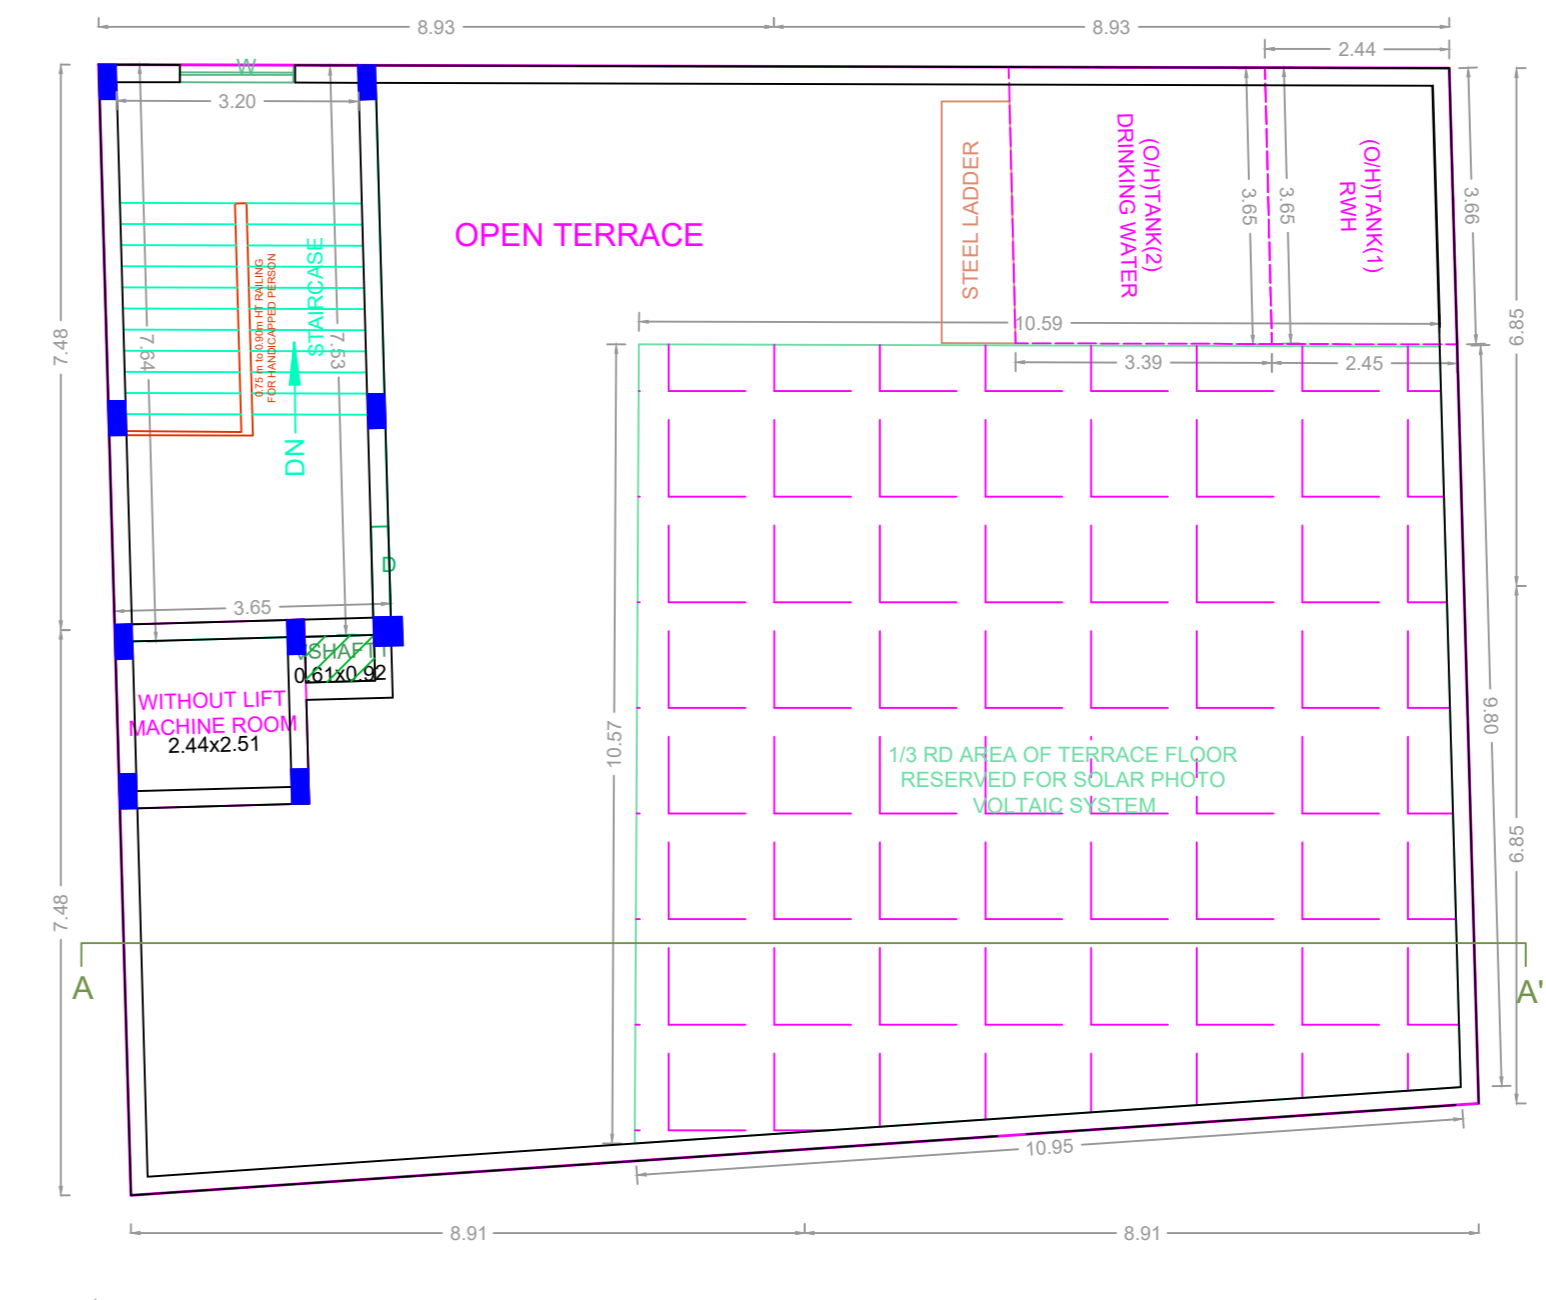 8.93
8.93
2.44
W
3.20
7.48
7.64
7.53
STAIRCASE
0.75 m to 0.90m HT RAILING
FOR HANDICAPPED PERSON
DN
OPEN TERRACE
STEEL LADDER
(O/H)TANK(2)
DRINKING WATER
3.65
3.65
(O/H)TANK(1)
RWH
3.66
6.85
10.59
3.39
2.45
D
3.65
SHAFT
0.61x0.92
WITHOUT LIFT
MACHINE ROOM
2.44x2.51
10.57
1/3 RD AREA OF TERRACE FLOOR
RESERVED FOR SOLAR PHOTO
VOLTAIC SYSTEM
9.80
6.85
7.48
A
A'
10.95
8.91
8.91